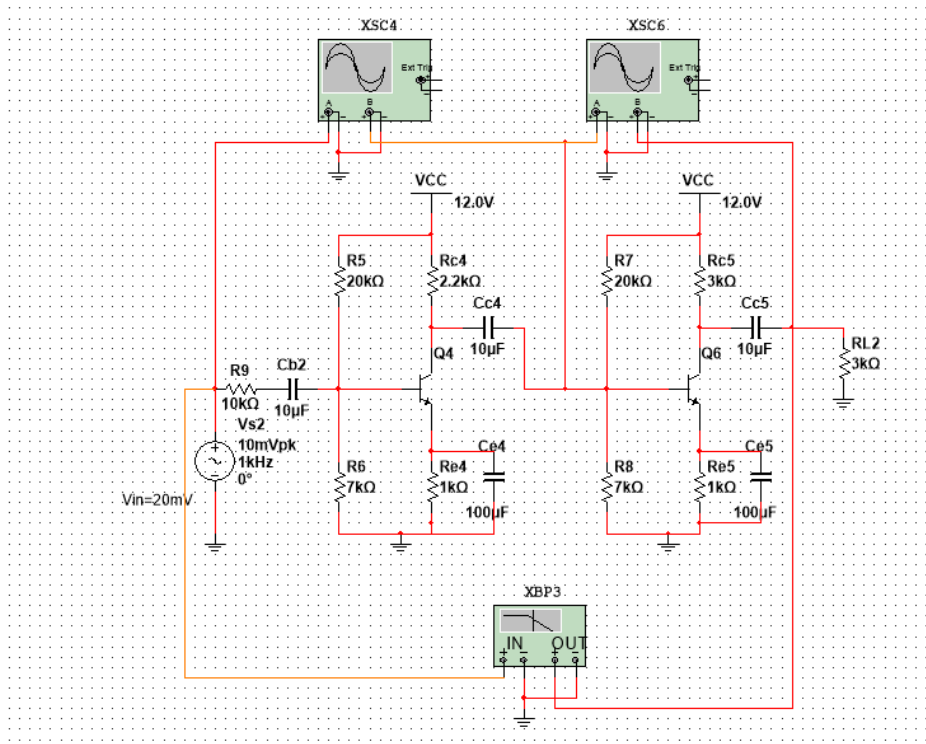 XSC4
XSC6
Ext Trig
Ext Trig
A
B
A
B
VCC
12.0V
VCC
12.0V
R5
20kΩ
Rc4
2.2kΩ
R7
20kΩ
Rc5
3kΩ
Cc4
10µF
Cc5
10µF
Q4
Q6
RL2
3kΩ
R9
10kΩ
Cb2
10µF
Vs2
10mVpk
1kHz
0°
Vin=20mV
R6
7kΩ
Re4
1kΩ
Ce4
100µF
R8
7kΩ
Re5
1kΩ
Ce5
100µF
XBP3
IN
OUT